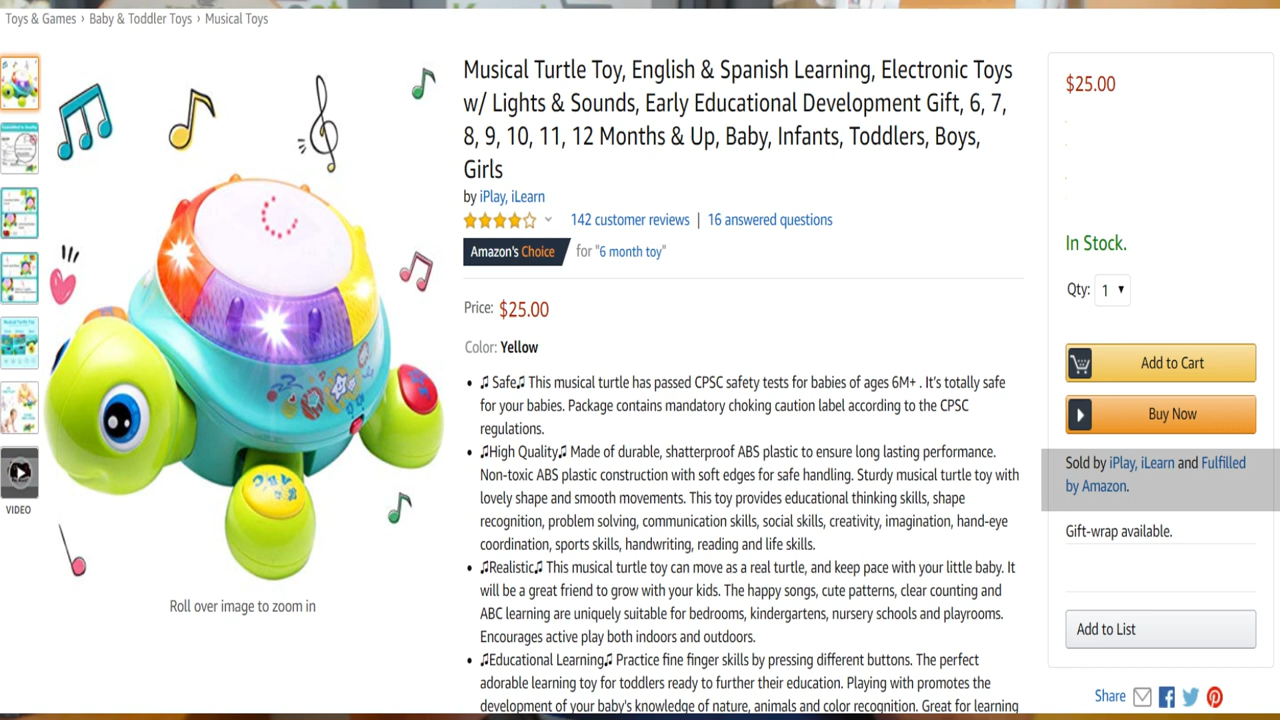 Toys & Games › Baby & Toddler Toys › Musical Toys
Musical Turtle Toy, English & Spanish Learning, Electronic Toys
w/ Lights & Sounds, Early Educational Development Gift, 6, 7,
8, 9, 10, 11, 12 Months & Up, Baby, Infants, Toddlers, Boys,
Girls
by iPlay, iLearn
142 customer reviews | 16 answered questions
Amazon's Choice for "6 month toy"
Price: $25.00
Color: Yellow
• ♫ Safe♫ This musical turtle has passed CPSC safety tests for babies of ages 6M+ . It's totally safe
for your babies. Package contains mandatory choking caution label according to the CPSC
regulations.
• ♫High Quality♫ Made of durable, shatterproof ABS plastic to ensure long lasting performance.
Non-toxic ABS plastic construction with soft edges for safe handling. Sturdy musical turtle toy with
lovely shape and smooth movements. This toy provides educational thinking skills, shape
recognition, problem solving, communication skills, social skills, creativity, imagination, hand-eye
coordination, sports skills, handwriting, reading and life skills.
• ♫Realistic♫ This musical turtle toy can move as a real turtle, and keep pace with your little baby. It
will be a great friend to grow with your kids. The happy songs, cute patterns, clear counting and
ABC learning are uniquely suitable for bedrooms, kindergartens, nursery schools and playrooms.
Encourages active play both indoors and outdoors.
• ♫Educational Learning♫ Practice fine finger skills by pressing different buttons. The perfect
adorable learning toy for toddlers ready to further their education. Playing with promotes the
development of your baby's knowledge of nature, animals and color recognition. Great for learning
VIDEO
Roll over image to zoom in
$25.00
In Stock.
Qty: 1
Add to Cart
Buy Now
Sold by iPlay, iLearn and Fulfilled
by Amazon.
Gift-wrap available.
Add to List
Share